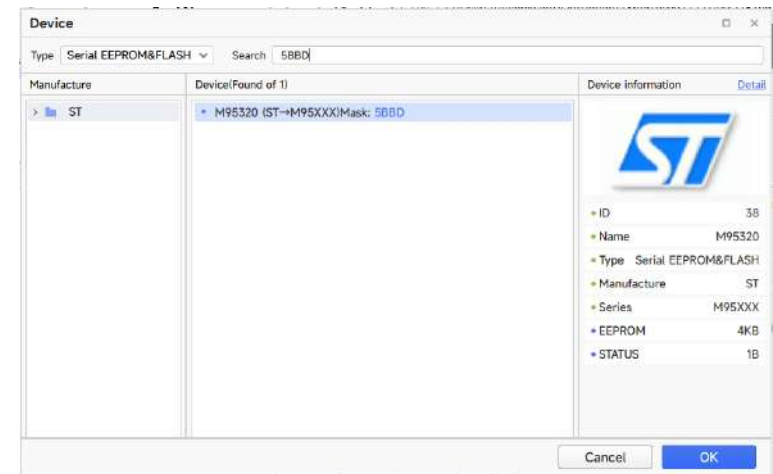 Device
Type Serial EEPROM&FLASH Search 5BBD
Manufacture Device(Found of 1) Device information Detail
ST M95320 (ST→M95XXX)Mask: 5BBD
ST
ID 38
Name M95320
Type Serial EEPROM&FLASH
Manufacture ST
Series M95XXX
EEPROM 4KB
STATUS 1B
Cancel OK